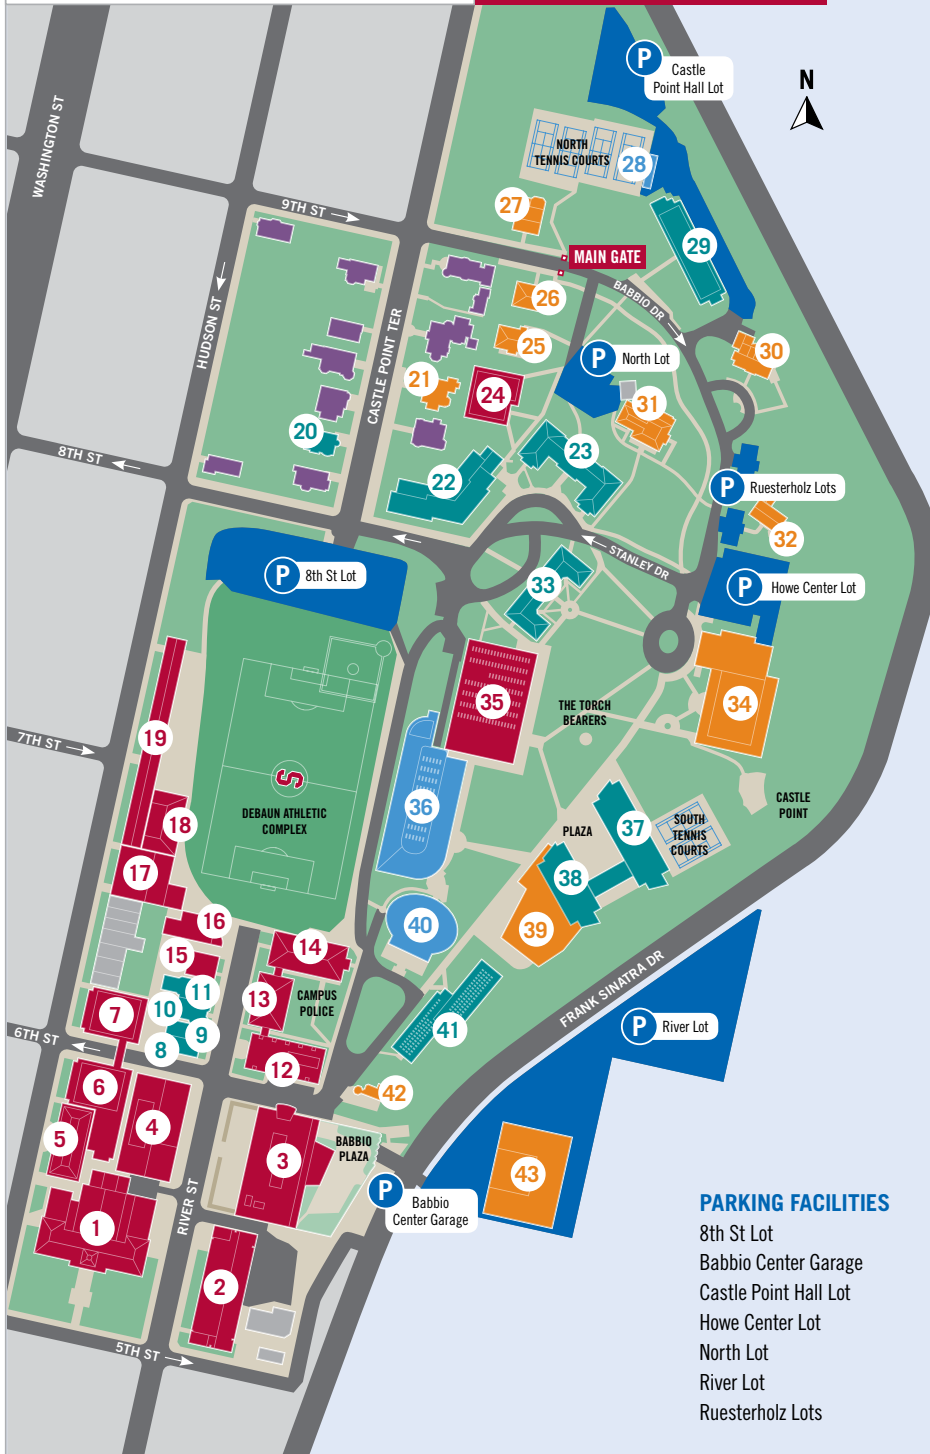 P
Castle
Point Hall Lot
N
WASHINGTON ST
NORTH
TENNIS COURTS
28
27
9TH ST
29
MAIN GATE
BABBIO DR
26
HUDSON ST
CASTLE POINT TER
25
30
P
North Lot
21
24
31
20
23
8TH ST
22
P
Ruesterholz Lots
32
STANLEY DR
P
8th St Lot
33
P
Howe Center Lot
35
34
THE TORCH
BEARERS
19
7TH ST
S
36
CASTLE
POINT
DEBAUN ATHLETIC
COMPLEX
18
PLAZA
37
SOUTH
TENNIS
COURTS
17
38
16
40
39
14
15
FRANK SINATRA DR
11
13
CAMPUS
POLICE
10
7
41
P
River Lot
9
6TH ST
8
12
6
42
4
5
BABBIO
PLAZA
3
43
P
Babbio
Center Garage
RIVER ST
1
2
5TH ST
PARKING FACILITIES
8th St Lot
Babbio Center Garage
Castle Point Hall Lot
Howe Center Lot
North Lot
River Lot
Ruesterholz Lots